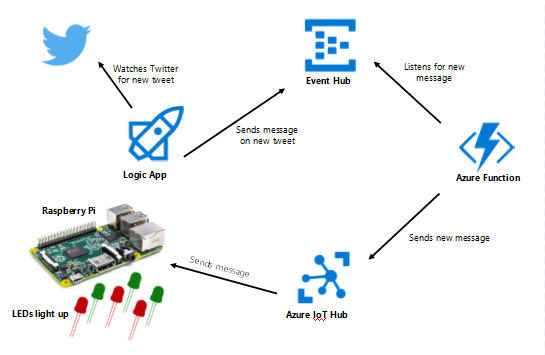 Watches Twitter
for new tweet
Event Hub
Listens for new
message
Sends message
on new tweet
Logic App
Azure Function
Raspberry Pi
Sends new message
Sends message
LEDs light up
Azure IoT Hub